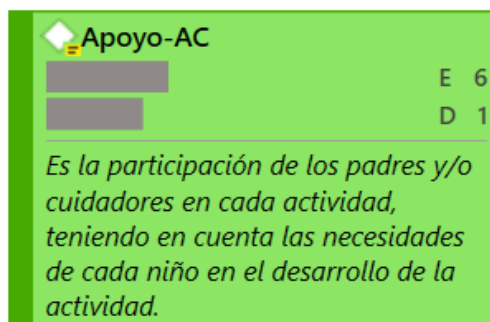 Apoyo-AC
E 6
D 1
Es la participación de los padres y/o
cuidadores en cada actividad,
teniendo en cuenta las necesidades
de cada niño en el desarrollo de la
actividad.